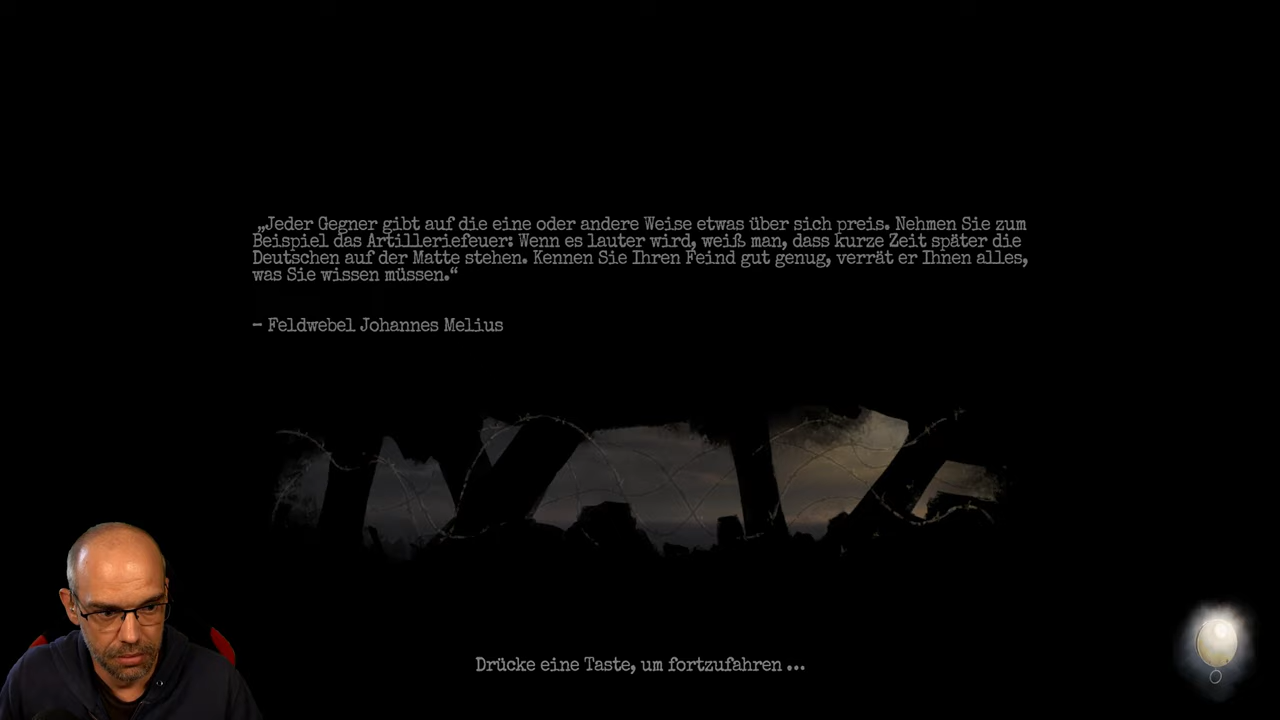 „Jeder Gegner gibt auf die eine oder andere Weise etwas über sich preis. Nehmen Sie zum
Beispiel das Artilleriefeuer: Wenn es lauter wird, weiß man, dass kurze Zeit später die
Deutschen auf der Matte stehen. Kennen Sie Ihren Feind gut genug, verrät er Ihnen alles,
was Sie wissen müssen.“
– Feldwebel Johannes Melius
Drücke eine Taste, um fortzufahren ...